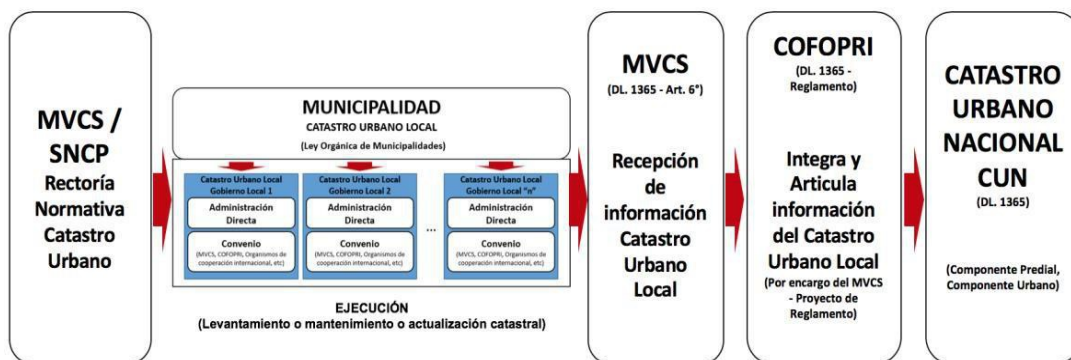 MVCS /
SNCP
Rectoría
Normativa
Catastro
Urbano
MUNICIPALIDAD
CATASTRO URBANO LOCAL
(Ley Orgánica de Municipalidades)
Catastro Urbano Local
Gobierno Local 1
Administración
Directa
Convenio
(MVCS, COFOPRI, Organismos de
cooperación internacional, etc)
Catastro Urbano Local
Gobierno Local 2
Administración
Directa
Convenio
(MVCS, COFOPRI, Organismos de
cooperación internacional, etc)
...
Catastro Urbano Local
Gobierno Local "n"
Administración
Directa
Convenio
(MVCS, COFOPRI, Organismos de
cooperación internacional, etc)
EJECUCIÓN
(Levantamiento o mantenimiento o actualización catastral)
MVCS
(DL. 1365 - Art. 6°)
Recepción
de
información
Catastro
Urbano
Local
COFOPRI
(DL. 1365 -
Reglamento)
Integra y
Articula
información
del Catastro
Urbano Local
(Por encargo del MVCS
- Proyecto de
Reglamento)
CATASTRO
URBANO
NACIONAL
CUN
(DL. 1365)
(Componente Predial,
Componente Urbano)